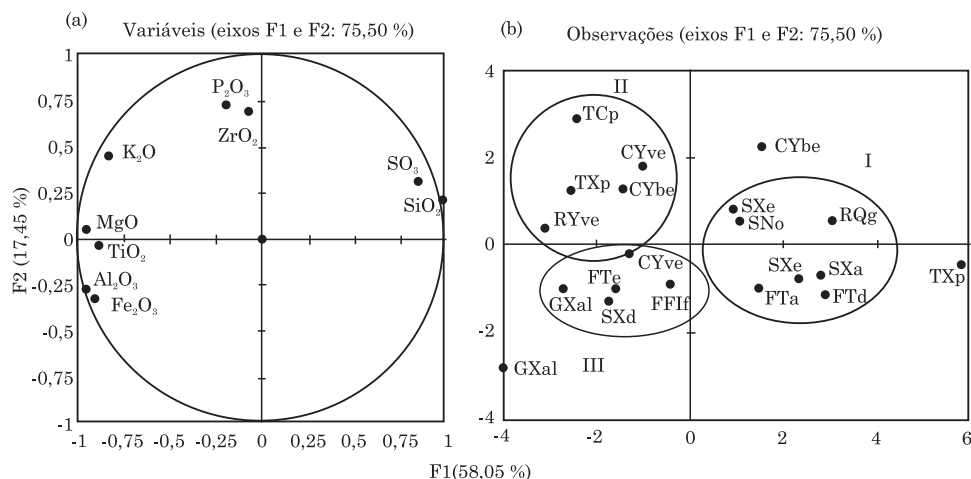 (a)
Variáveis (eixos F1 e F2: 75,50 %)
1
0,75
0,5
0,25
0
-0,25
-0,5
-0,75
-1
F2 (17,45 %)
P₂O₃
ZrO₂
K₂O
SO₃
SiO₂
MgO
TiO₂
Al₂O₃
Fe₂O₃
-1
-0,75
-0,5
-0,25
0
0,25
0,5
0,75
1
(b)
Observações (eixos F1 e F2: 75,50 %)
4
2
0
-2
-4
II
TCp
CYve
TXp
CYbe
RYve
CYbe
I
SXe
SNo
RQg
SXe
SXa
FTa
FTd
TXp
CYve
FTe
GXal
SXd
FFIf
GXal
III
-4
-2
0
2
4
6
F1(58,05 %)